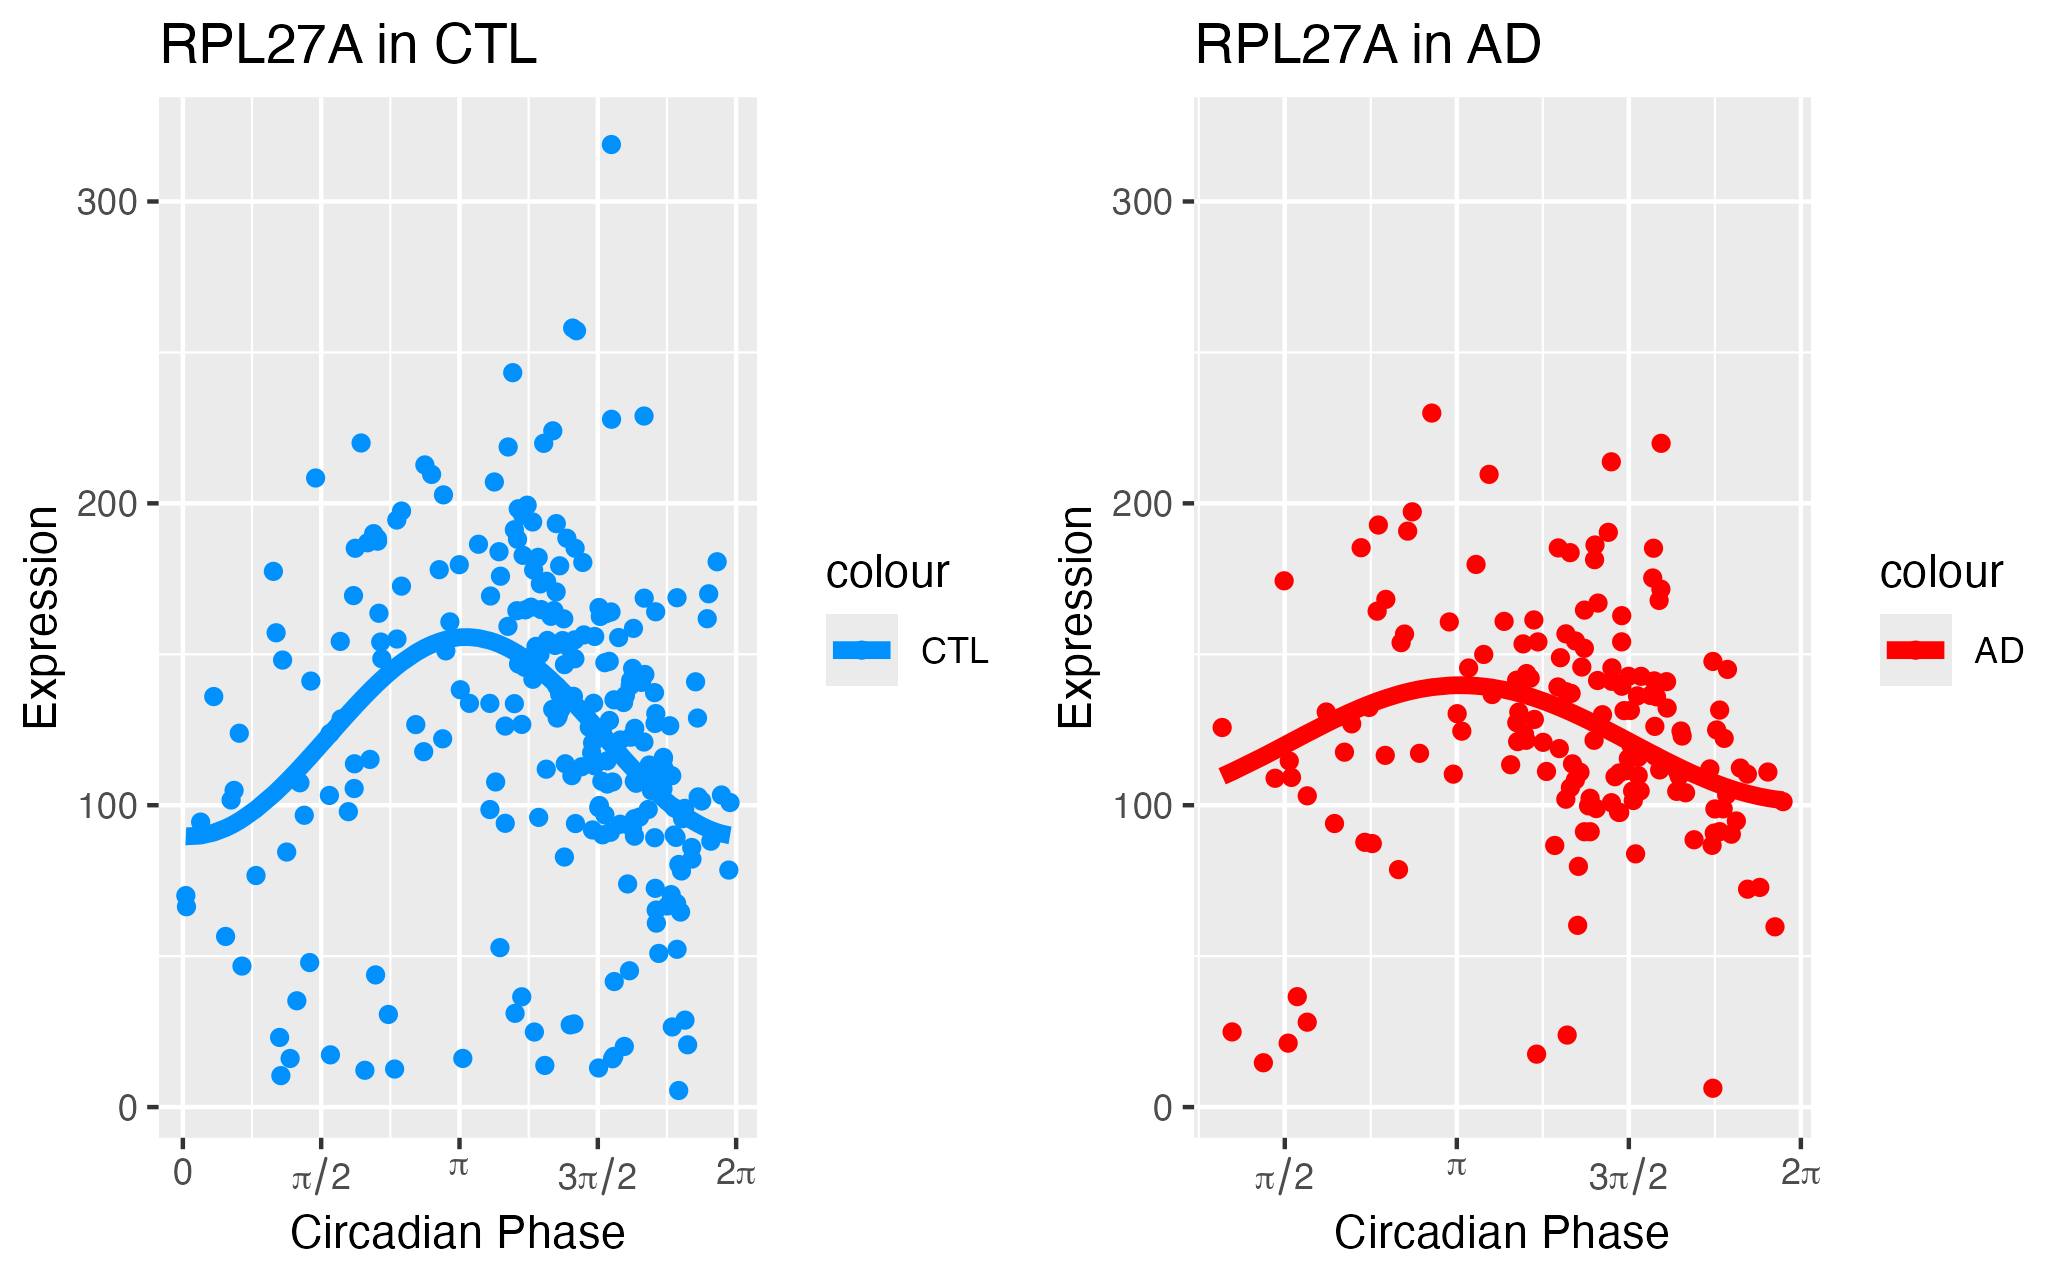 RPL27A in CTL
300
200
100
0
Expression
0 π/2 π 3π/2 2π
Circadian Phase
colour
CTL
RPL27A in AD
300
200
100
0
Expression
π/2 π 3π/2 2π
Circadian Phase
colour
AD